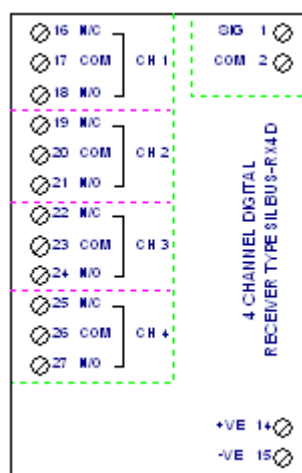 16 N/C
17 COM CH 1
18 N/O
19 N/C
20 COM CH 2
21 N/O
22 N/C
23 COM CH 3
24 N/O
25 N/C
26 COM CH 4
27 N/O
SIG 1
COM 2
4 CHANNEL DIGITAL
RECEIVER TYPE SILBUS-RX4D
+VE 14
-VE 15